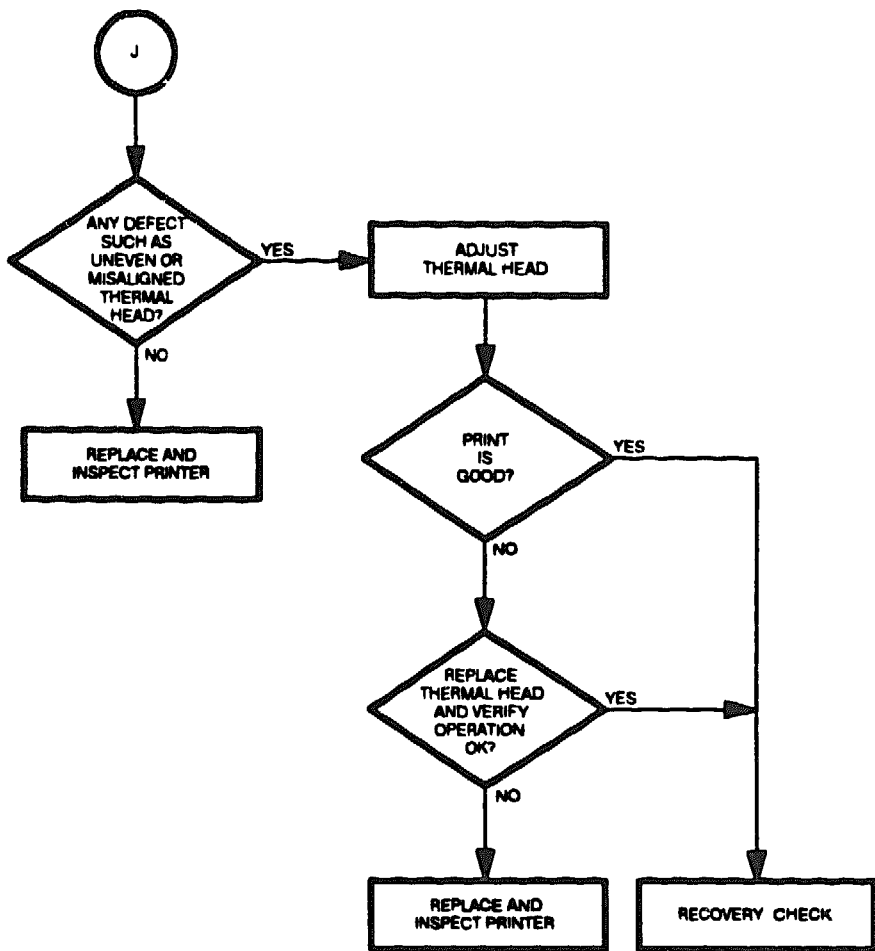 J
ANY DEFECT
SUCH AS
UNEVEN OR
MISALIGNED
THERMAL
HEAD?
YES
ADJUST
THERMAL HEAD
NO
REPLACE AND
INSPECT PRINTER
PRINT
IS
GOOD?
YES
NO
REPLACE
THERMAL HEAD
AND VERIFY
OPERATION
OK?
YES
NO
REPLACE AND
INSPECT PRINTER
RECOVERY CHECK